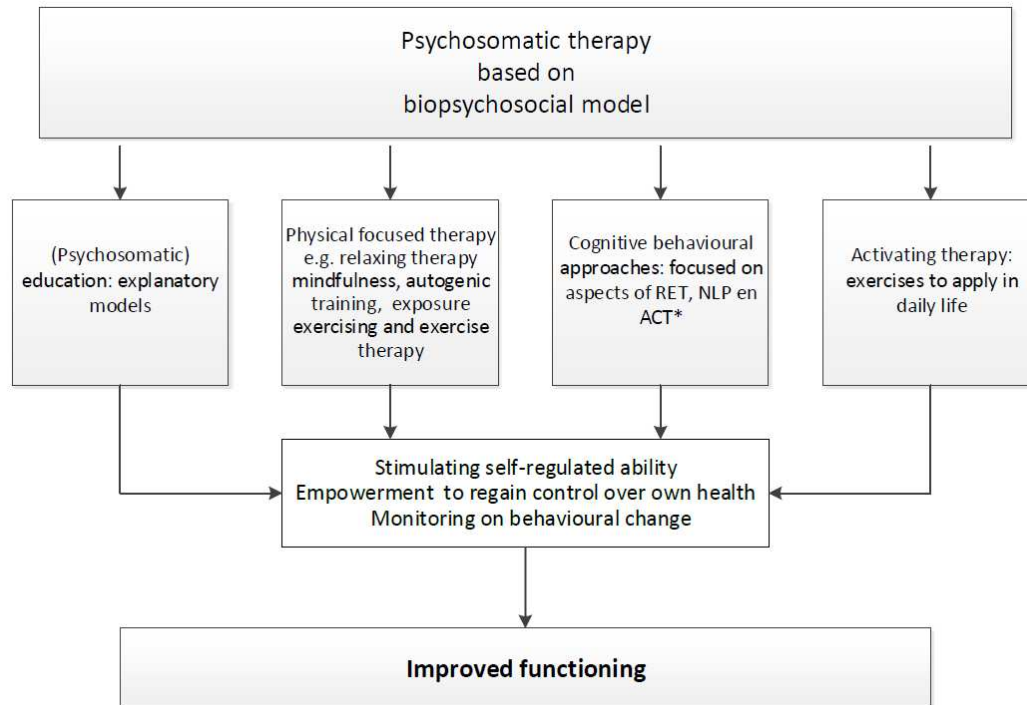 Psychosomatic therapy
based on
biopsychosocial model
(Psychosomatic)
education: explanatory
models
Physical focused therapy
e.g. relaxing therapy
mindfulness, autogenic
training, exposure
exercising and exercise
therapy
Cognitive behavioural
approaches: focused on
aspects of RET, NLP en
ACT*
Activating therapy:
exercises to apply in
daily life
Stimulating self-regulated ability
Empowerment to regain control over own health
Monitoring on behavioural change
Improved functioning